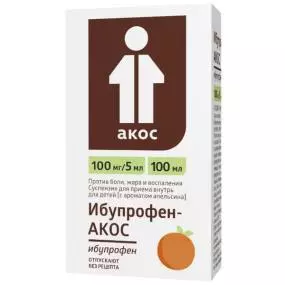 акос
100 мг/5 мл 100 мл
Против боли, жара и воспаления
Суспензия для приема внутрь
для детей [с ароматом апельсина]
Ибупрофен-
АКОС
ибупрофен
ОТПУСКАЮТ
БЕЗ РЕЦЕПТА